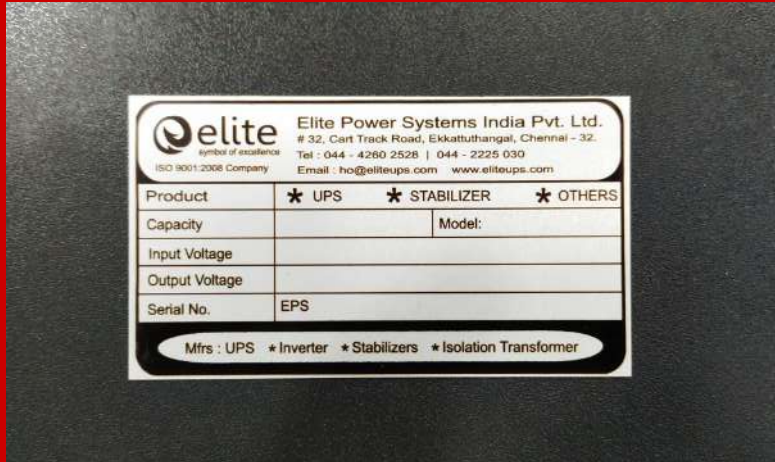 elite
symbol of excellence
ISO 9001:2008 Company
Elite Power Systems India Pvt. Ltd.
# 32, Cart Track Road, Ekkattuthangal, Chennai - 32.
Tel : 044 - 4260 2528 | 044 - 2225 030
Email : ho@eliteups.com www.eliteups.com
Product * UPS * STABILIZER * OTHERS
Capacity Model:
Input Voltage
Output Voltage
Serial No. EPS
Mfrs : UPS * Inverter * Stabilizers * Isolation Transformer